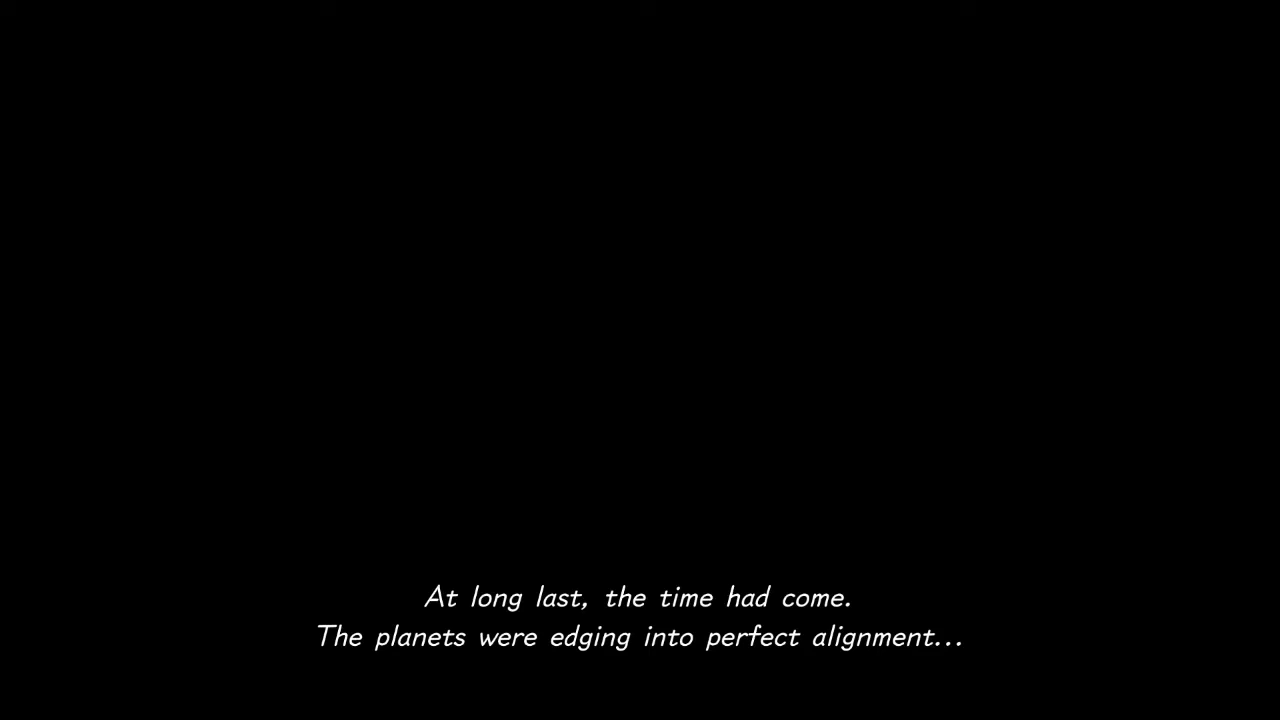 At long last, the time had come.
The planets were edging into perfect alignment...